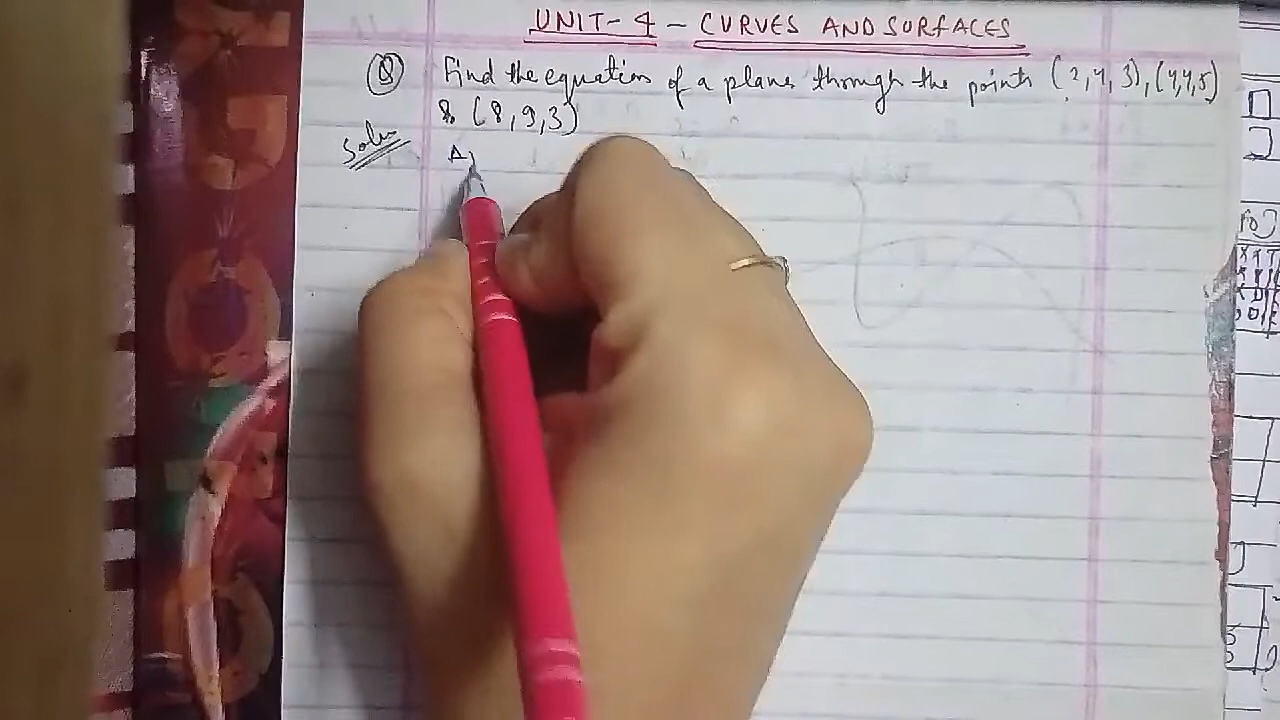 UNIT- 4 - CURVES AND SURFACES
Q Find the equation of a plane through the points (2,4,3),(4,4,5)
& (8,9,3)
Soln
A)